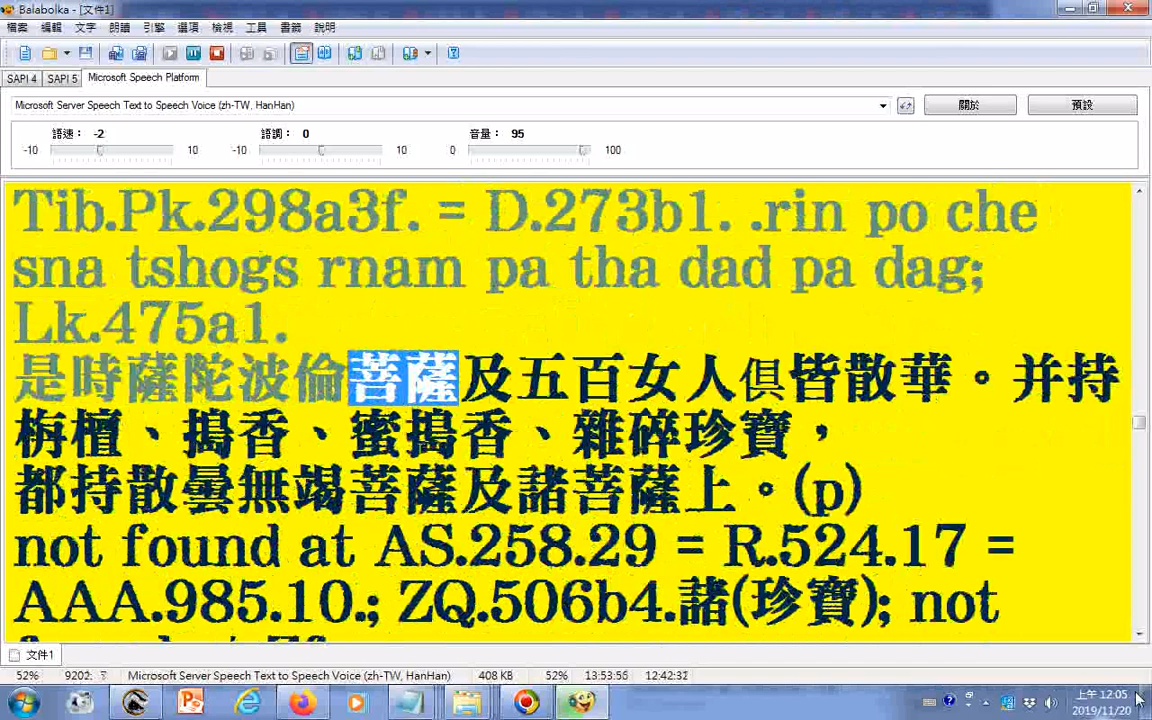 Balabolka - [文件1]
檔案 編輯 文字 朗讀 引擎 選項 檢視 工具 書籤 說明
SAPI 4 SAPI 5 Microsoft Speech Platform
Microsoft Server Speech Text to Speech Voice (zh-TW, HanHan) 關於 預設
語速： -2 語調： 0 音量： 95
-10 10 -10 10 0 100
Tib.Pk.298a3f. = D.273b1. .rin po che
sna tshogs rnam pa tha dad pa dag;
Lk.475a1.
是時薩陀波倫菩薩及五百女人俱皆散華。并持
栴檀、搗香、蜜搗香、雜碎珍寶，
都持散曇無竭菩薩及諸菩薩上。(p)
not found at AS.258.29 = R.524.17 =
AAA.985.10.; ZQ.506b4.諸(珍寶); not
文件1
52% 9202: Microsoft Server Speech Text to Speech Voice (zh-TW, HanHan) 408 KB 52% 13:53:56 12:42:32
上午 12:05
2019/11/20